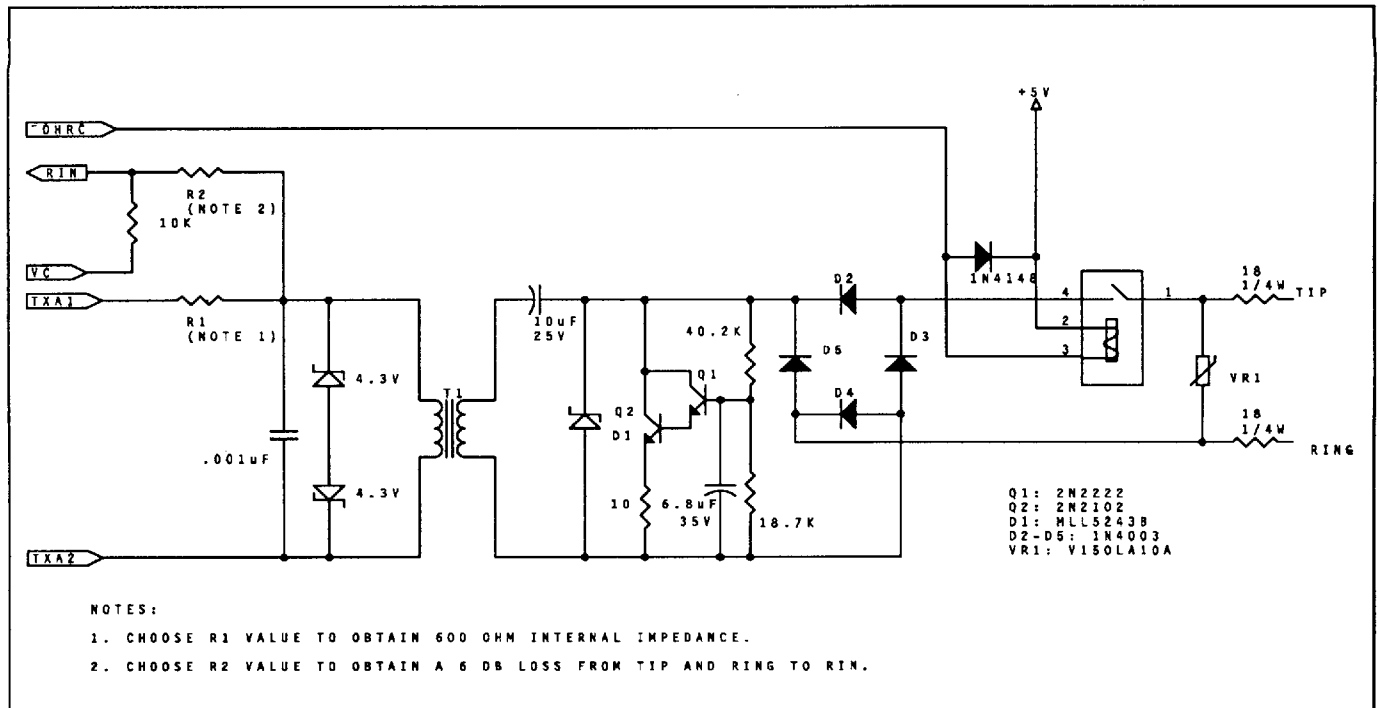 +5V
~OHRC
RIN
R2
(NOTE 2)
10K
VC
TXA1
R1
(NOTE 1)
1N4148
18
1/4W
TIP
4
1
2
3
D2
10uF
25V
40.2K
D5
D3
4.3V
T1
Q1
Q2
D1
D4
VR1
18
1/4W
RING
.001uF
4.3V
10
6.8uF
35V
18.7K
Q1: 2N2222
Q2: 2N2102
D1: MLL5243B
D2-D5: 1N4003
VR1: V150LA10A
TXA2
NOTES:
1. CHOOSE R1 VALUE TO OBTAIN 600 OHM INTERNAL IMPEDANCE.
2. CHOOSE R2 VALUE TO OBTAIN A 6 DB LOSS FROM TIP AND RING TO RIN.